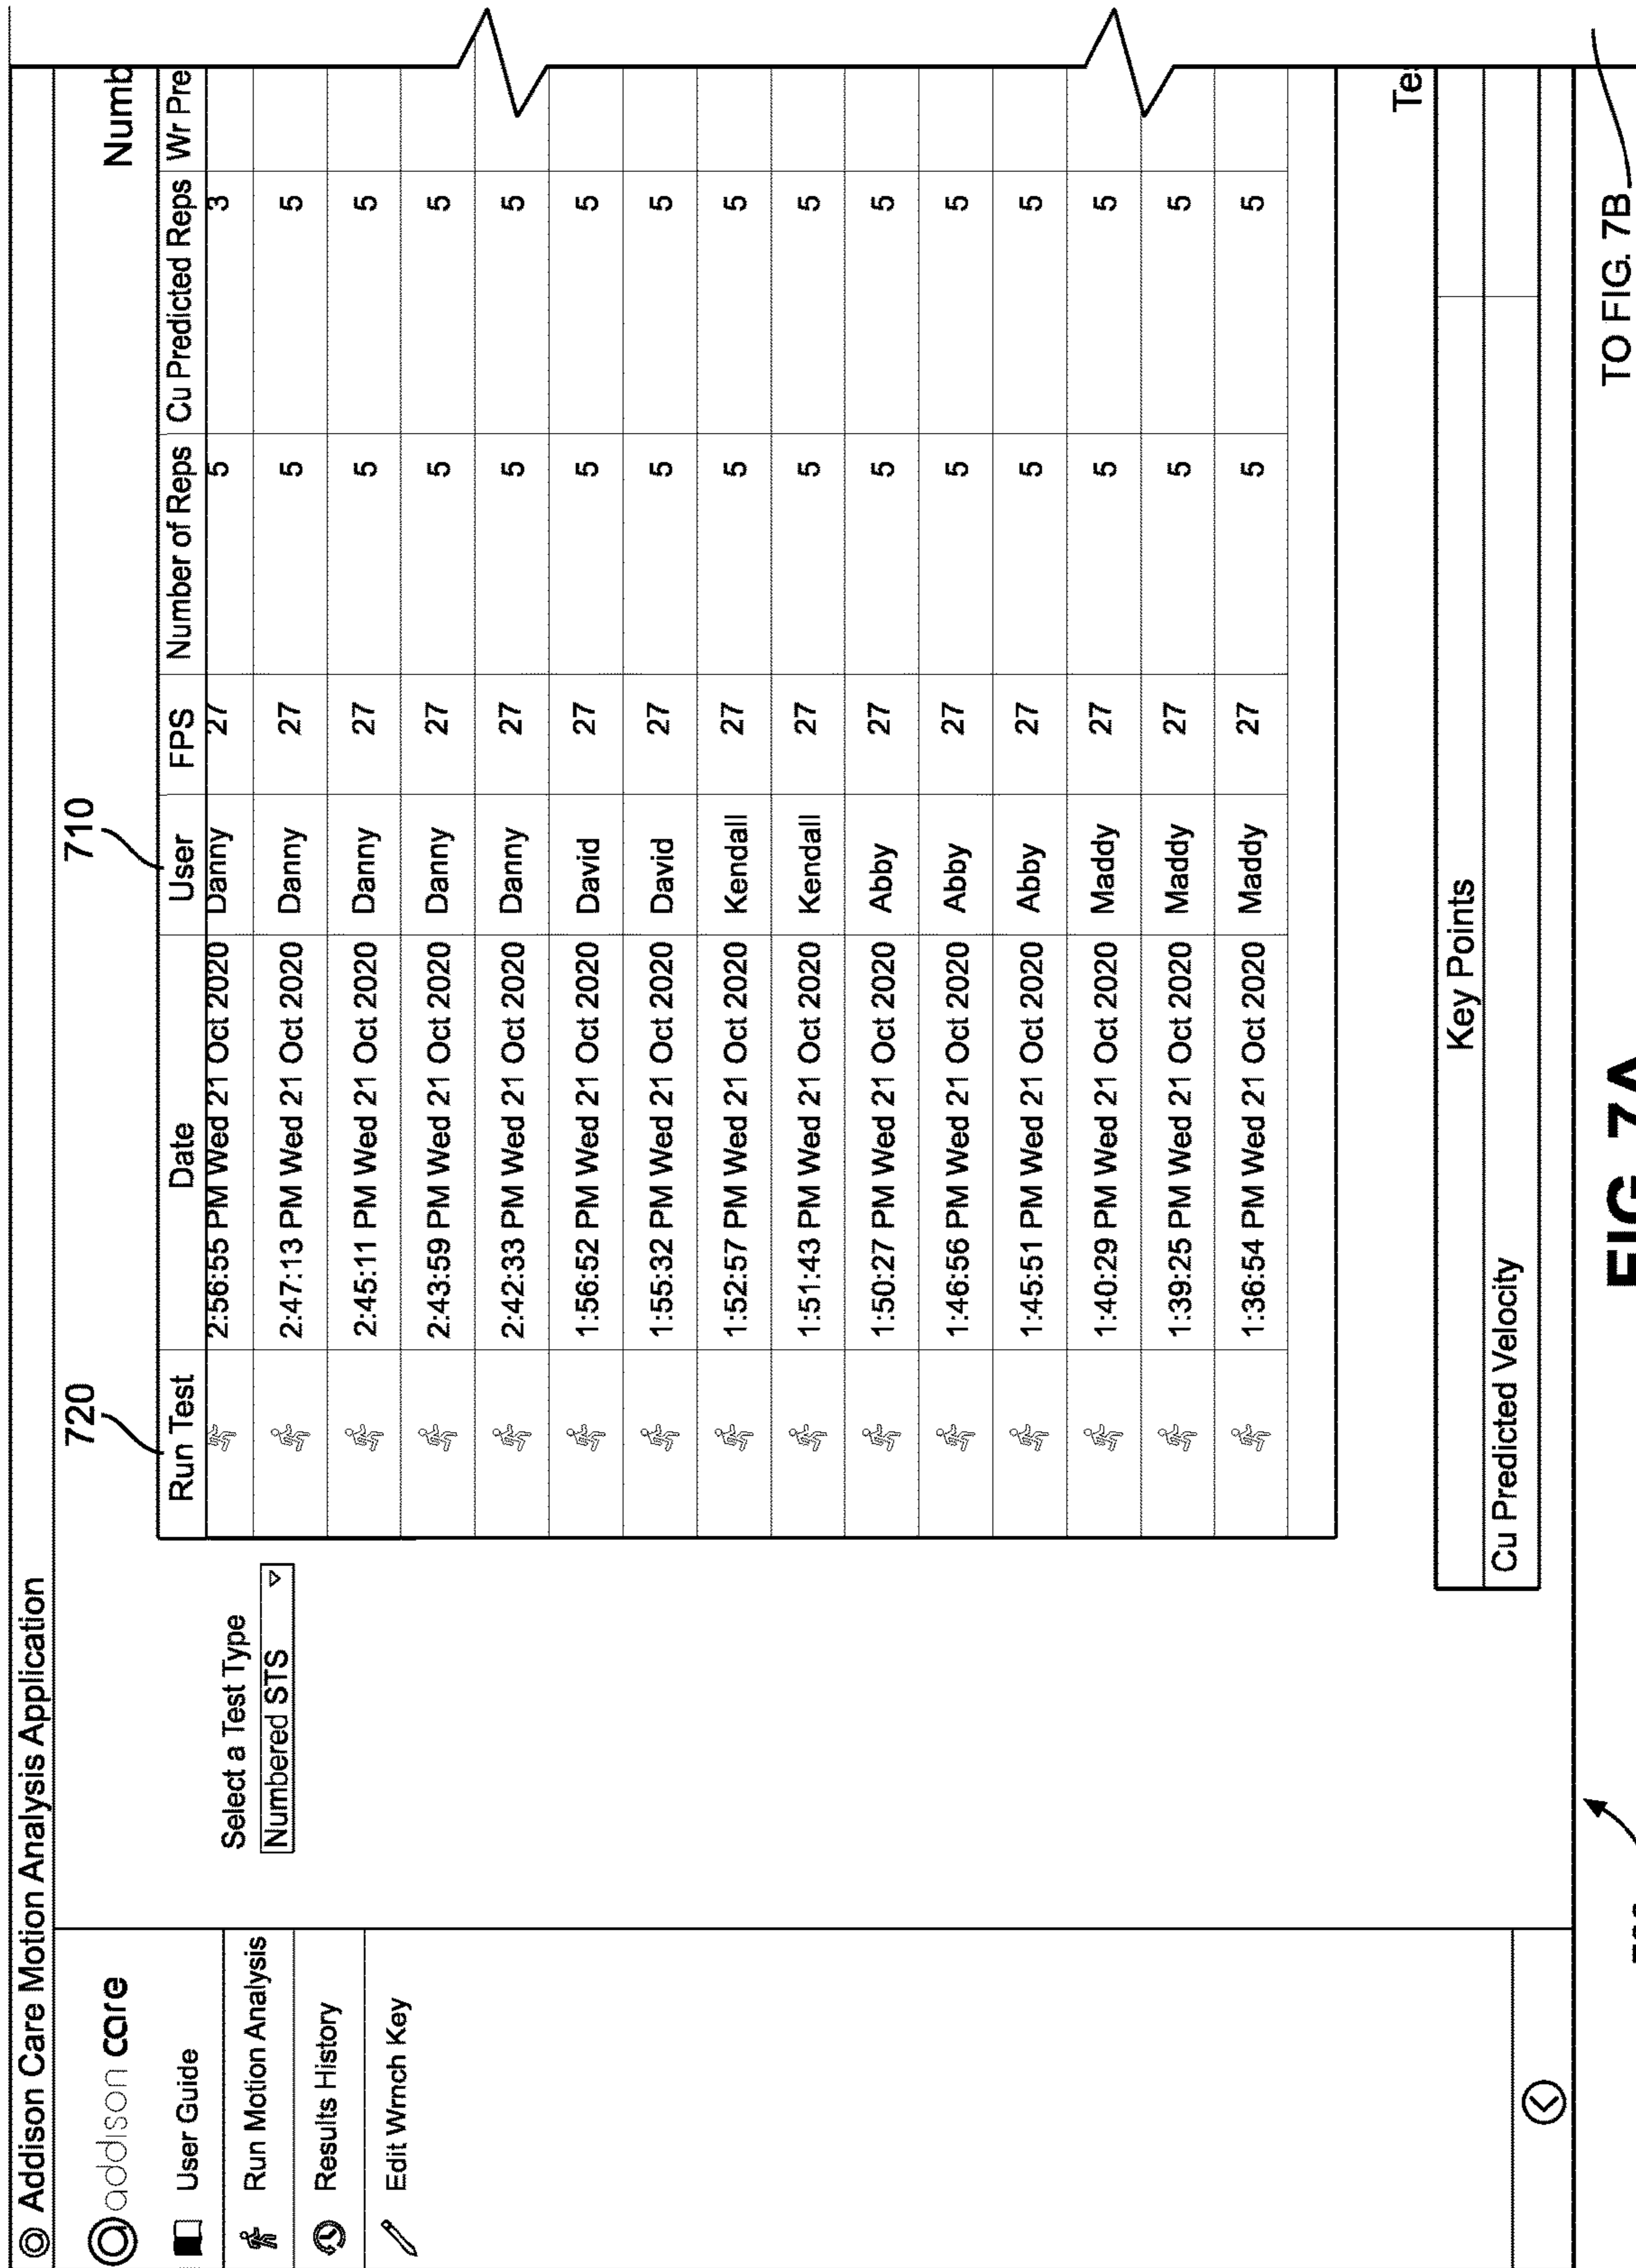 Addison Care Motion Analysis Application
addison care
User Guide
Run Motion Analysis
Results History
Edit Wrnch Key
Select a Test Type
Numbered STS
720
710
Numb
Run Test Date User FPS Number of Reps Cu Predicted Reps Wr Pre
2:56:55 PM Wed 21 Oct 2020 Danny 27 5 3
2:47:13 PM Wed 21 Oct 2020 Danny 27 5 5
2:45:11 PM Wed 21 Oct 2020 Danny 27 5 5
2:43:59 PM Wed 21 Oct 2020 Danny 27 5 5
2:42:33 PM Wed 21 Oct 2020 Danny 27 5 5
1:56:52 PM Wed 21 Oct 2020 David 27 5 5
1:55:32 PM Wed 21 Oct 2020 David 27 5 5
1:52:57 PM Wed 21 Oct 2020 Kendall 27 5 5
1:51:43 PM Wed 21 Oct 2020 Kendall 27 5 5
1:50:27 PM Wed 21 Oct 2020 Abby 27 5 5
1:46:56 PM Wed 21 Oct 2020 Abby 27 5 5
1:45:51 PM Wed 21 Oct 2020 Abby 27 5 5
1:40:29 PM Wed 21 Oct 2020 Maddy 27 5 5
1:39:25 PM Wed 21 Oct 2020 Maddy 27 5 5
1:36:54 PM Wed 21 Oct 2020 Maddy 27 5 5
Te
Key Points
Cu Predicted Velocity
TO FIG. 7B
FIG. 7A